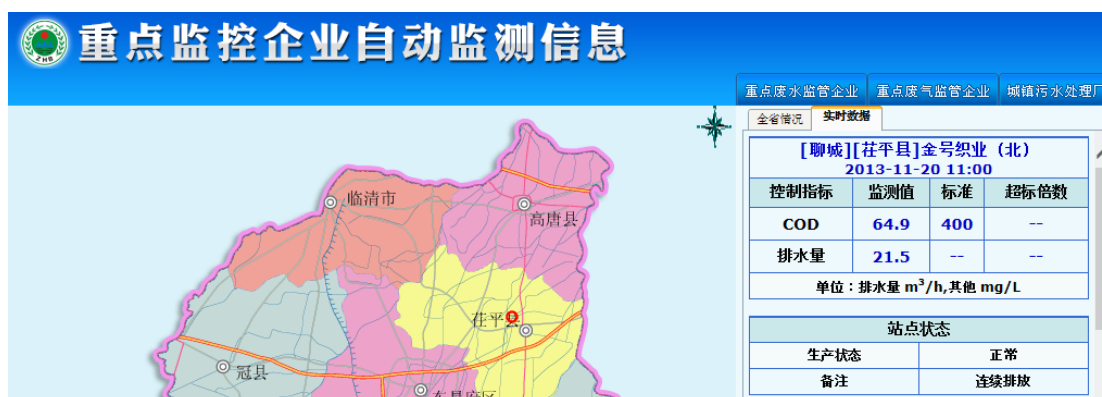 ZHB
重点监控企业自动监测信息
重点废水监管企业 重点废气监管企业 城镇污水处理厂
全省情况 实时数据
[聊城][茌平县]金号织业（北）
2013-11-20 11:00
控制指标 监测值 标准 超标倍数
COD 64.9 400 --
排水量 21.5 -- --
单位：排水量 m³/h,其他 mg/L
站点状态
生产状态 正常
备注 连续排放
临清市
高唐县
茌平县
冠县
东昌府区